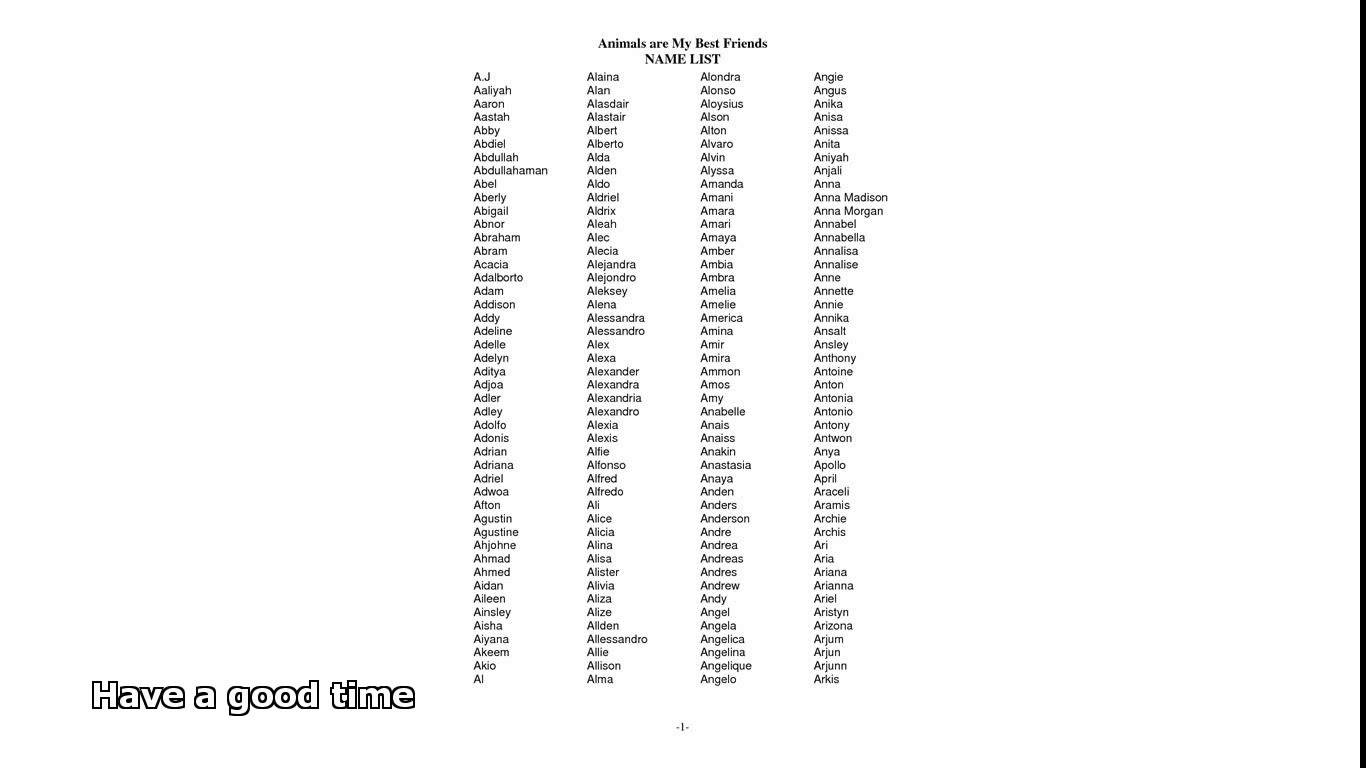 Animals are My Best Friends
NAME LIST
A.J
Aaliyah
Aaron
Aastah
Abby
Abdiel
Abdullah
Abdullahaman
Abel
Aberly
Abigail
Abnor
Abraham
Abram
Acacia
Adalborto
Adam
Addison
Addy
Adeline
Adelle
Adelyn
Aditya
Adjoa
Adler
Adley
Adolfo
Adonis
Adrian
Adriana
Adriel
Adwoa
Afton
Agustin
Agustine
Ahjohne
Ahmad
Ahmed
Aidan
Aileen
Ainsley
Aisha
Aiyana
Akeem
Akio
Al
Alaina
Alan
Alasdair
Alastair
Albert
Alberto
Alda
Alden
Aldo
Aldriel
Aldrix
Aleah
Alec
Alecia
Alejandra
Alejondro
Aleksey
Alena
Alessandra
Alessandro
Alex
Alexa
Alexander
Alexandra
Alexandria
Alexandro
Alexia
Alexis
Alfie
Alfonso
Alfred
Alfredo
Ali
Alice
Alicia
Alina
Alisa
Alister
Alivia
Aliza
Alize
Allden
Allessandro
Allie
Allison
Alma
Alondra
Alonso
Aloysius
Alson
Alton
Alvaro
Alvin
Alyssa
Amanda
Amani
Amara
Amari
Amaya
Amber
Ambia
Ambra
Amelia
Amelie
America
Amina
Amir
Amira
Ammon
Amos
Amy
Anabelle
Anais
Anaiss
Anakin
Anastasia
Anaya
Anden
Anders
Anderson
Andre
Andrea
Andreas
Andres
Andrew
Andy
Angel
Angela
Angelica
Angelina
Angelique
Angelo
Angie
Angus
Anika
Anisa
Anissa
Anita
Aniyah
Anjali
Anna
Anna Madison
Anna Morgan
Annabel
Annabella
Annalisa
Annalise
Anne
Annette
Annie
Annika
Ansalt
Ansley
Anthony
Antoine
Anton
Antonia
Antonio
Antony
Antwon
Anya
Apollo
April
Araceli
Aramis
Archie
Archis
Ari
Aria
Ariana
Arianna
Ariel
Aristyn
Arizona
Arjum
Arjun
Arjunn
Arkis
Have a good time
-1-